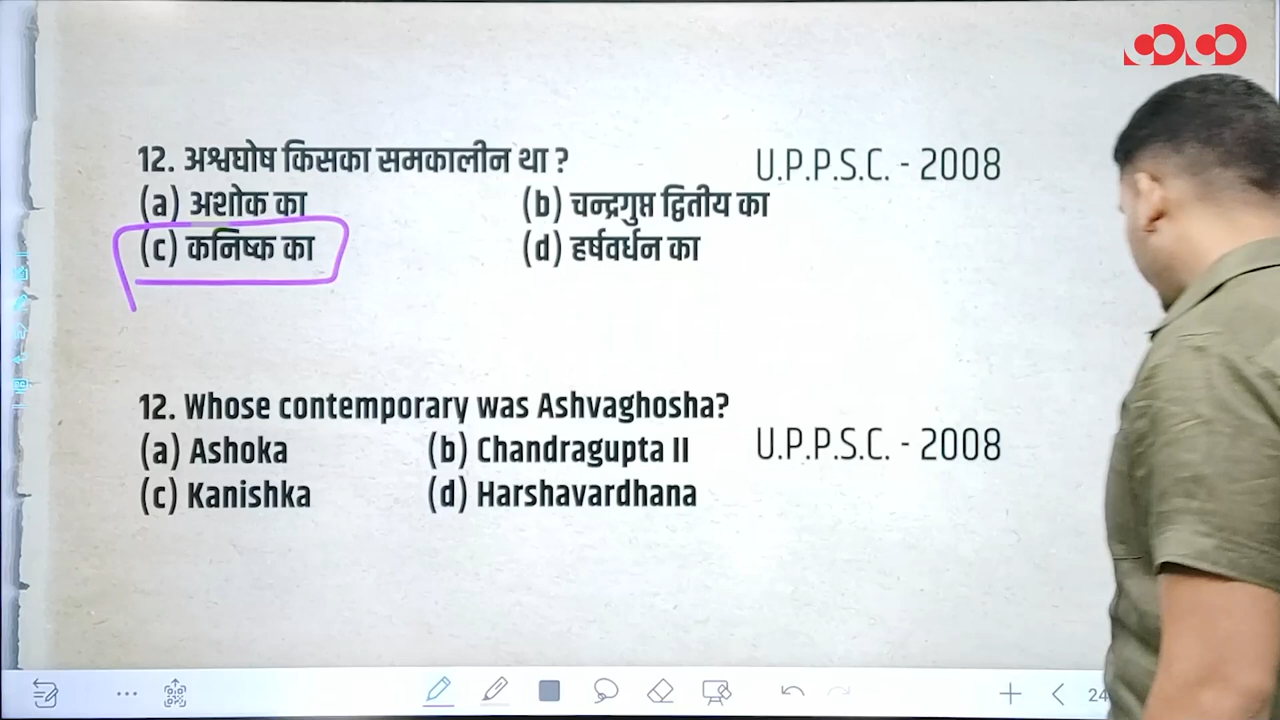 12. अश्वघोष किसका समकालीन था ? U.P.P.S.C. - 2008
(a) अशोक का (b) चन्द्रगुप्त द्वितीय का
(c) कनिष्क का (d) हर्षवर्धन का
12. Whose contemporary was Ashvaghosha?
(a) Ashoka (b) Chandragupta II U.P.P.S.C. - 2008
(c) Kanishka (d) Harshavardhana
24